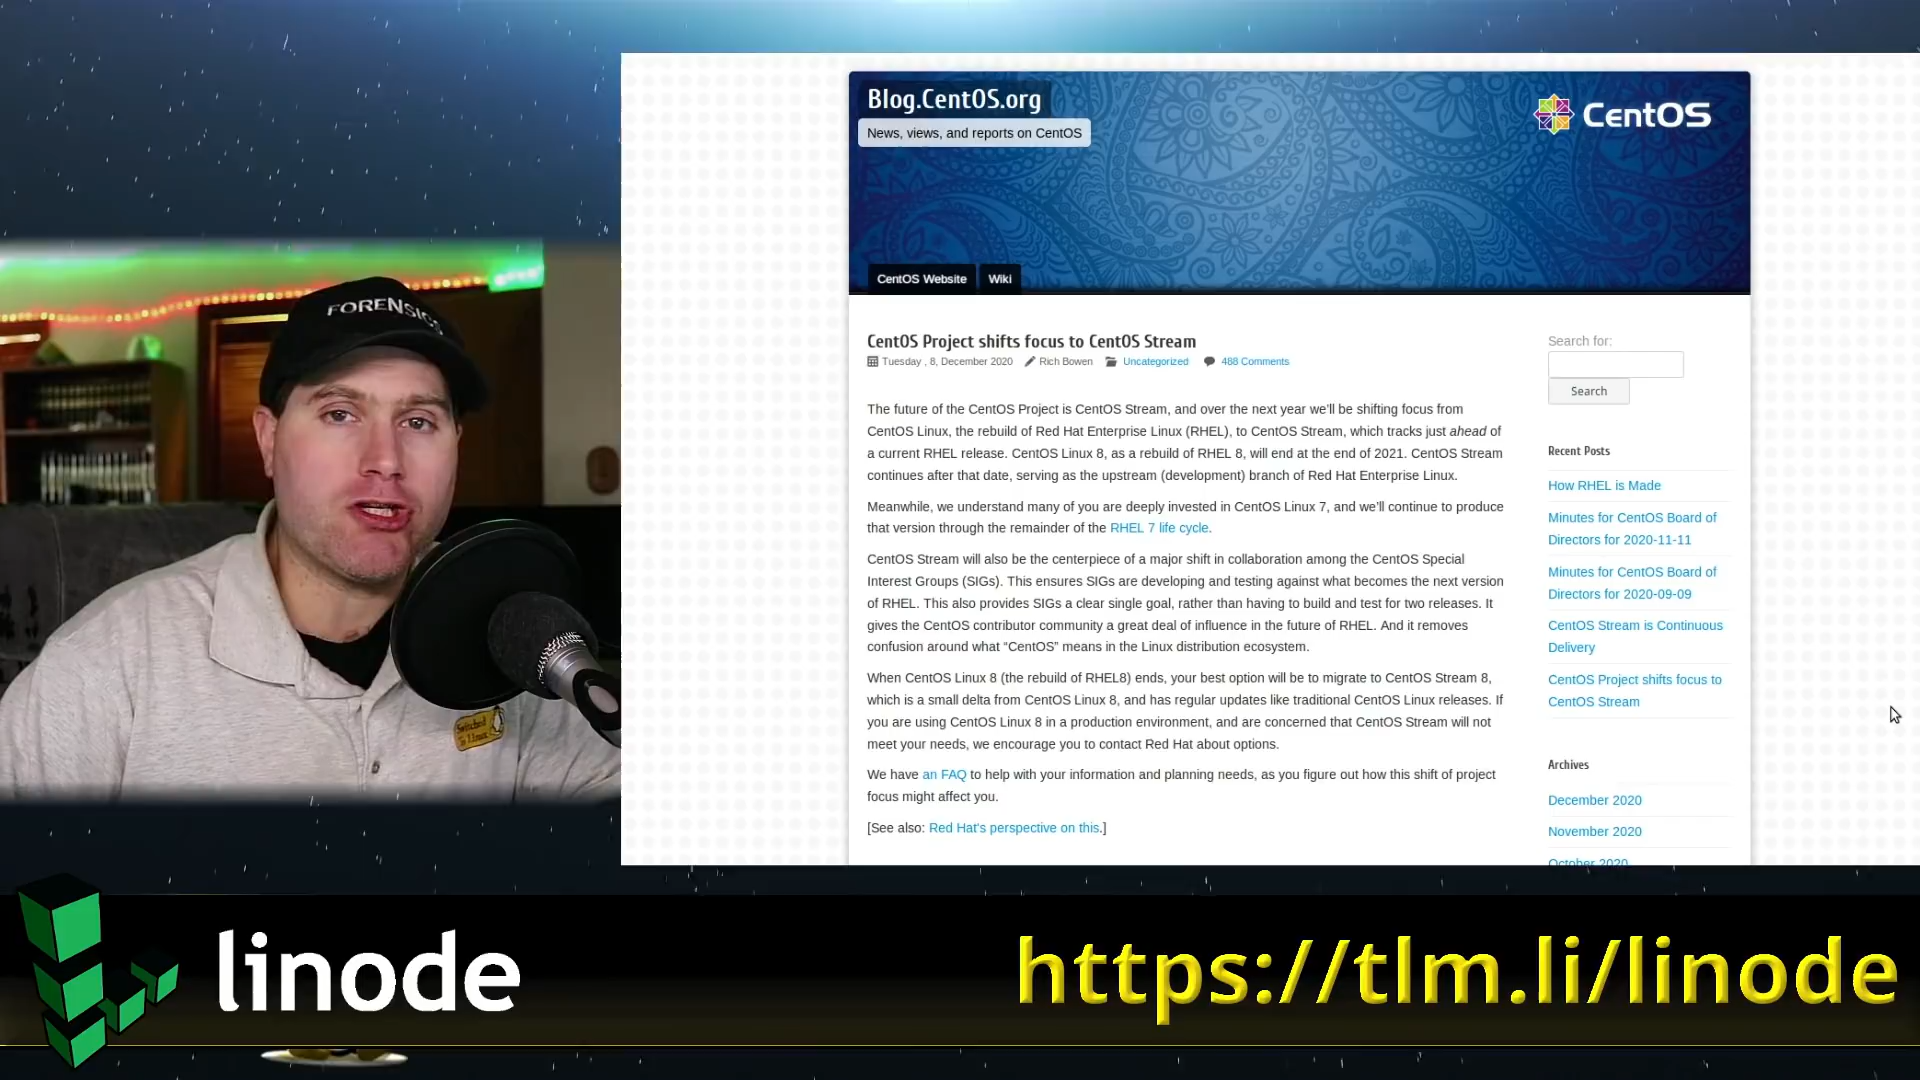 Blog.CentOS.org
News, views, and reports on CentOS
CentOS
CentOS Website
Wiki
CentOS Project shifts focus to CentOS Stream
Tuesday , 8, December 2020 Rich Bowen Uncategorized 488 Comments
The future of the CentOS Project is CentOS Stream, and over the next year we’ll be shifting focus from
CentOS Linux, the rebuild of Red Hat Enterprise Linux (RHEL), to CentOS Stream, which tracks just ahead of
a current RHEL release. CentOS Linux 8, as a rebuild of RHEL 8, will end at the end of 2021. CentOS Stream
continues after that date, serving as the upstream (development) branch of Red Hat Enterprise Linux.
Meanwhile, we understand many of you are deeply invested in CentOS Linux 7, and we’ll continue to produce
that version through the remainder of the RHEL 7 life cycle.
CentOS Stream will also be the centerpiece of a major shift in collaboration among the CentOS Special
Interest Groups (SIGs). This ensures SIGs are developing and testing against what becomes the next version
of RHEL. This also provides SIGs a clear single goal, rather than having to build and test for two releases. It
gives the CentOS contributor community a great deal of influence in the future of RHEL. And it removes
confusion around what “CentOS” means in the Linux distribution ecosystem.
When CentOS Linux 8 (the rebuild of RHEL8) ends, your best option will be to migrate to CentOS Stream 8,
which is a small delta from CentOS Linux 8, and has regular updates like traditional CentOS Linux releases. If
you are using CentOS Linux 8 in a production environment, and are concerned that CentOS Stream will not
meet your needs, we encourage you to contact Red Hat about options.
We have an FAQ to help with your information and planning needs, as you figure out how this shift of project
focus might affect you.
[See also: Red Hat's perspective on this.]
Search for:
Search
Recent Posts
How RHEL is Made
Minutes for CentOS Board of
Directors for 2020-11-11
Minutes for CentOS Board of
Directors for 2020-09-09
CentOS Stream is Continuous
Delivery
CentOS Project shifts focus to
CentOS Stream
Archives
December 2020
November 2020
October 2020
FORENSICS
Switched
to Linux
linode
https://tlm.li/linode